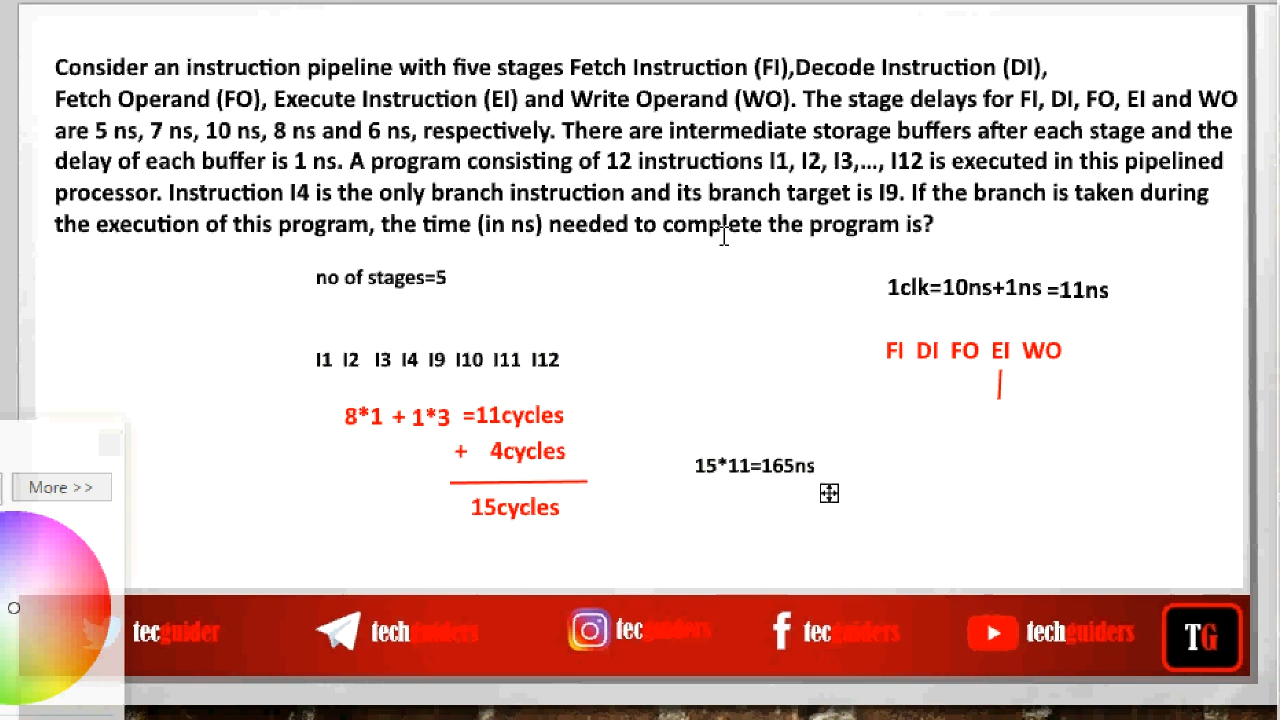 Consider an instruction pipeline with five stages Fetch Instruction (FI),Decode Instruction (DI),
Fetch Operand (FO), Execute Instruction (EI) and Write Operand (WO). The stage delays for FI, DI, FO, EI and WO
are 5 ns, 7 ns, 10 ns, 8 ns and 6 ns, respectively. There are intermediate storage buffers after each stage and the
delay of each buffer is 1 ns. A program consisting of 12 instructions I1, I2, I3,..., I12 is executed in this pipelined
processor. Instruction I4 is the only branch instruction and its branch target is I9. If the branch is taken during
the execution of this program, the time (in ns) needed to complete the program is?
no of stages=5
1clk=10ns+1ns =11ns
FI DI FO EI WO
I1 I2 I3 I4 I9 I10 I11 I12
8*1 + 1*3 =11cycles
+ 4cycles
15*11=165ns
15cycles
More >>
tecguider
techguiders
tecguiders
tecguiders
techguiders
TG